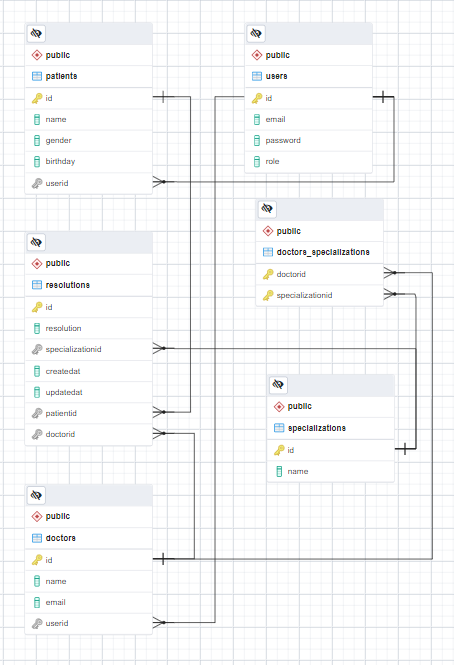 public
patients
id
name
gender
birthday
userid
public
users
id
email
password
role
public
doctors_specializations
doctorid
specializationid
public
resolutions
id
resolution
specializationid
createdat
updatedat
patientid
doctorid
public
specializations
id
name
public
doctors
id
name
email
userid